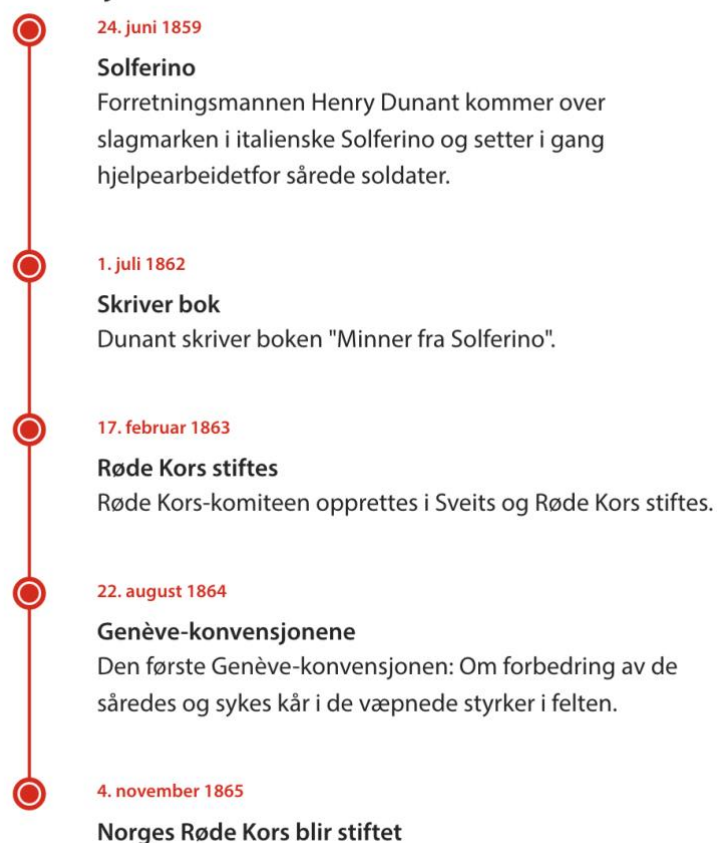 24. juni 1859
Solferino
Forretningsmannen Henry Dunant kommer over
slagmarken i italienske Solferino og setter i gang
hjelpearbeidetfor sårede soldater.
1. juli 1862
Skriver bok
Dunant skriver boken "Minner fra Solferino".
17. februar 1863
Røde Kors stiftes
Røde Kors-komiteen opprettes i Sveits og Røde Kors stiftes.
22. august 1864
Genève-konvensjonene
Den første Genève-konvensjonen: Om forbedring av de
såredes og sykes kår i de væpnede styrker i felten.
4. november 1865
Norges Røde Kors blir stiftet